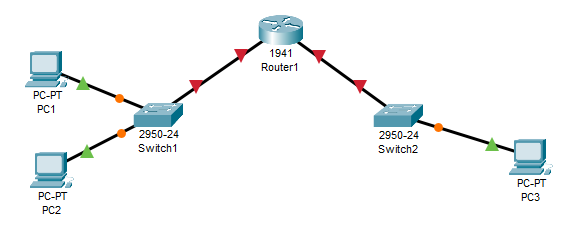 1941
Router1
PC-PT
PC1
2950-24
Switch1
2950-24
Switch2
PC-PT
PC2
PC-PT
PC3